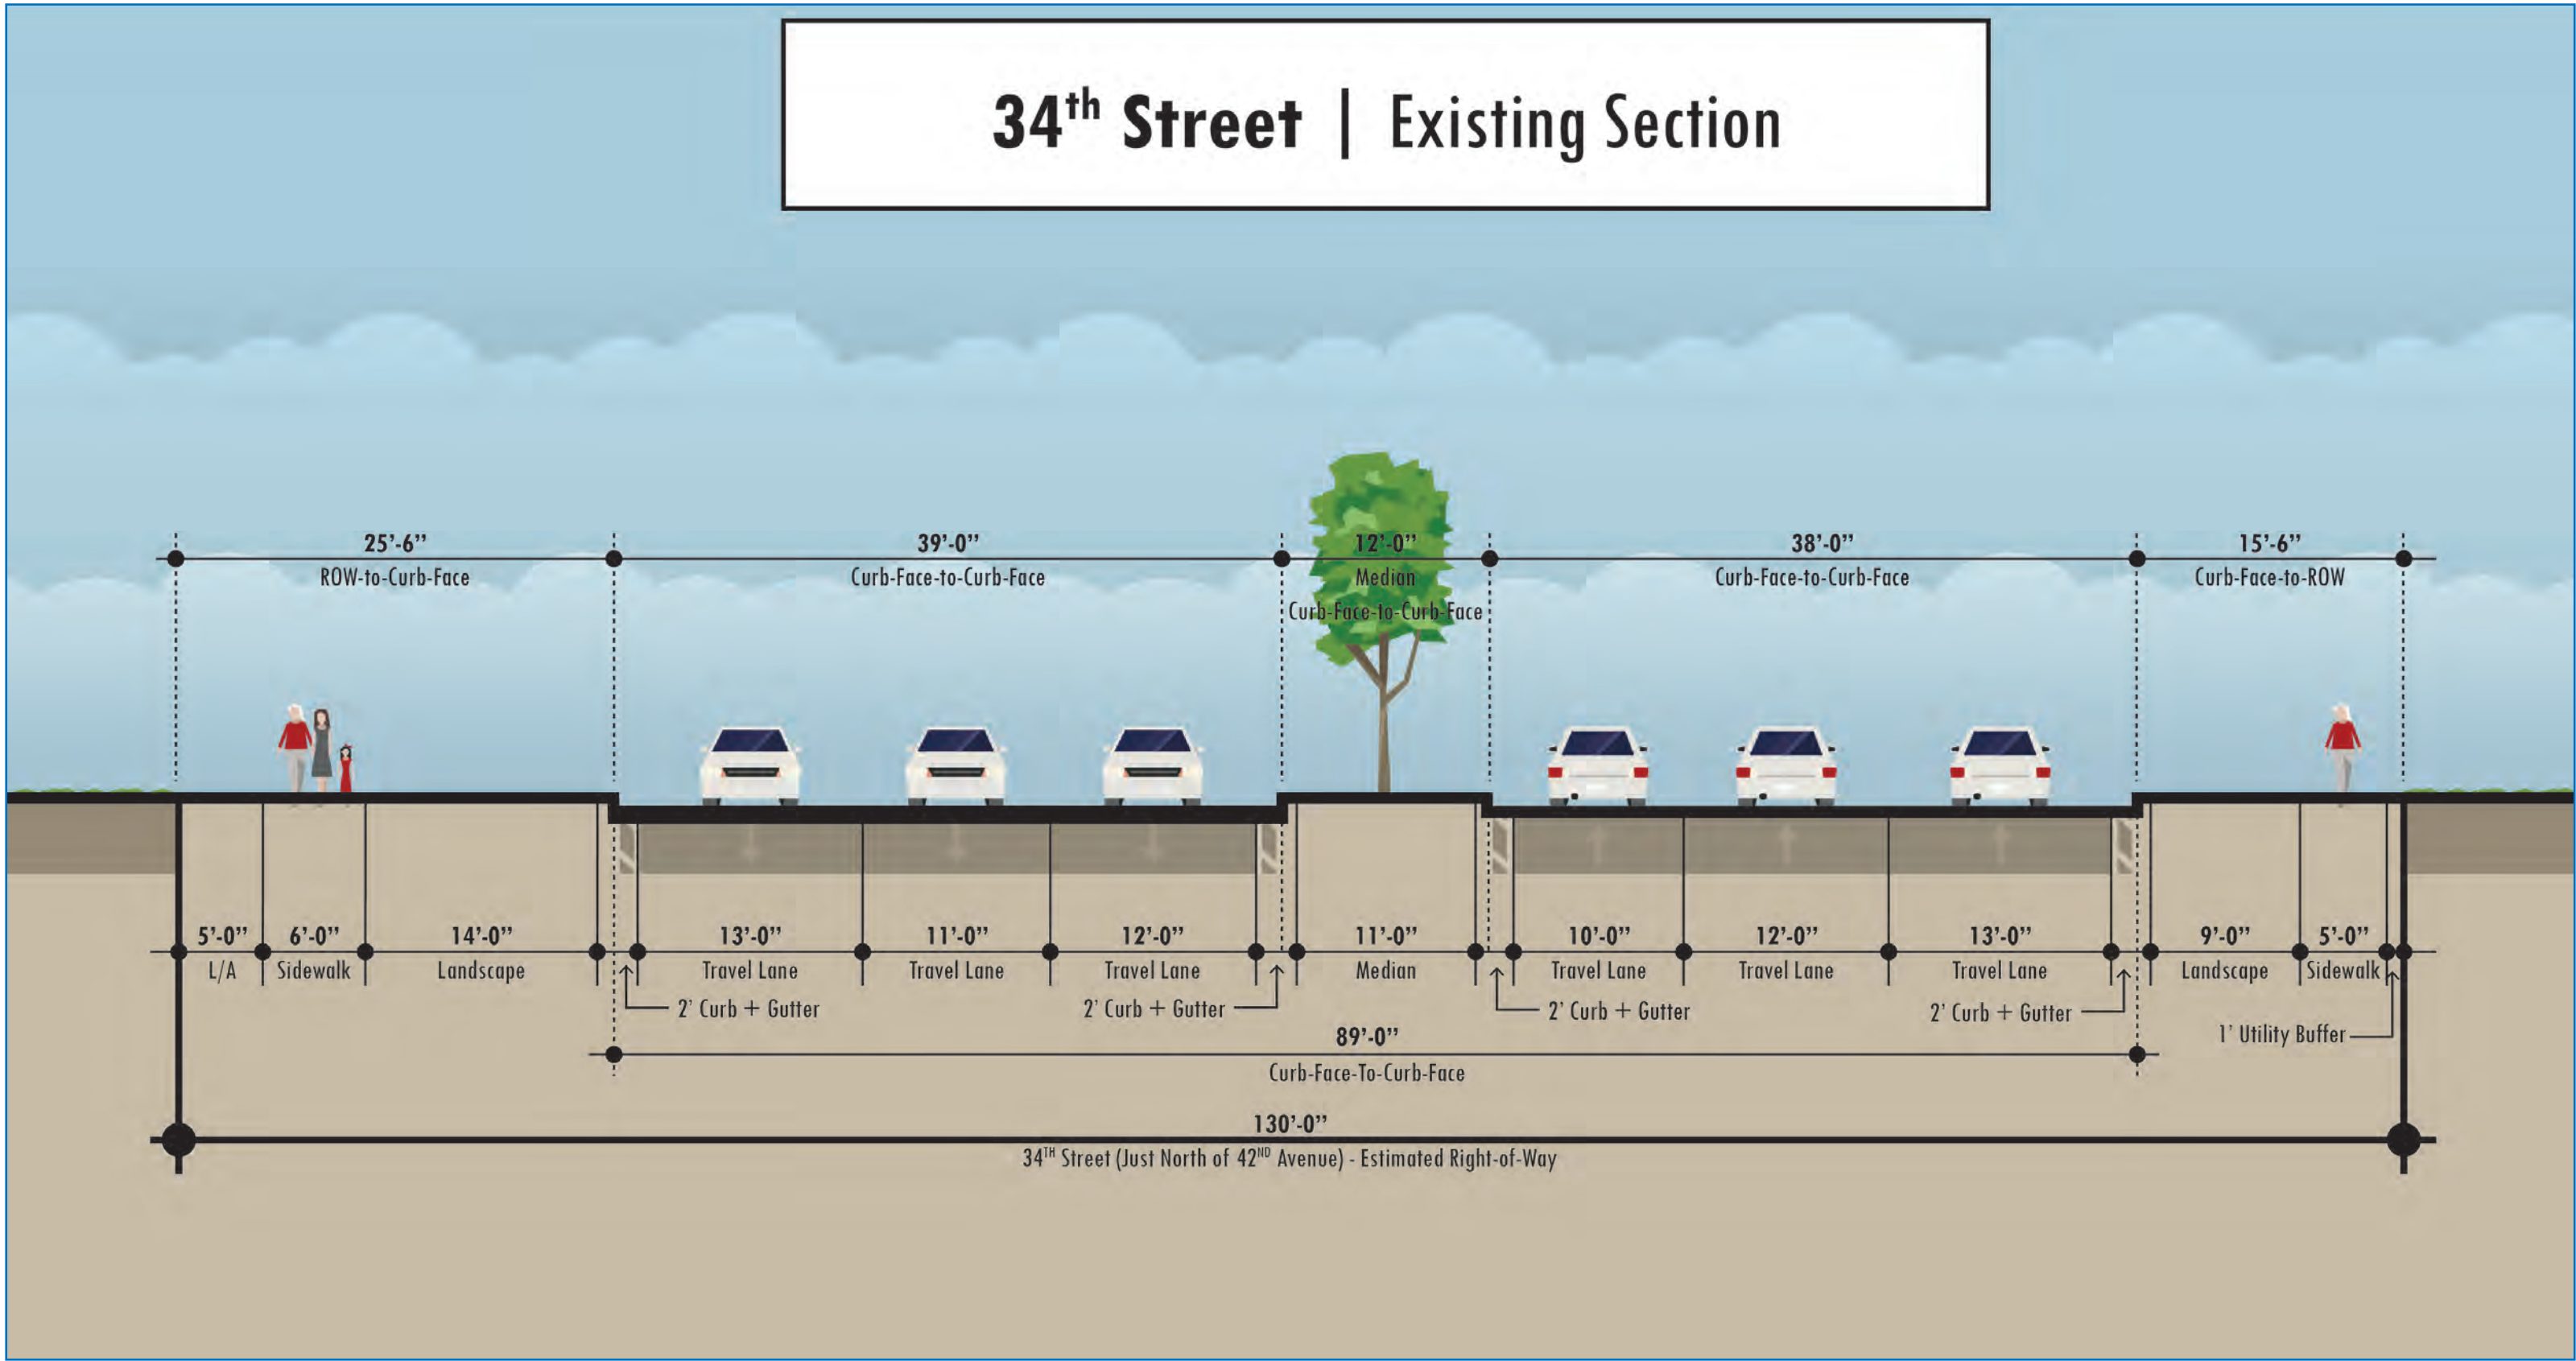 34th Street | Existing Section
25’-6” 39’-0” 12’-0” 38’-0” 15’-6”
ROW-to-Curb-Face Curb-Face-to-Curb-Face Median Curb-Face-to-Curb-Face Curb-Face-to-ROW
Curb-Face-to-Curb-Face
5’-0” 6’-0” 14’-0” 13’-0” 11’-0” 12’-0” 11’-0” 10’-0” 12’-0” 13’-0” 9’-0” 5’-0”
L/A Sidewalk Landscape Travel Lane Travel Lane Travel Lane Median Travel Lane Travel Lane Travel Lane Landscape Sidewalk
2’ Curb + Gutter 2’ Curb + Gutter 2’ Curb + Gutter 2’ Curb + Gutter
1’ Utility Buffer
89’-0”
Curb-Face-To-Curb-Face
130’-0”
34TH Street (Just North of 42ND Avenue) - Estimated Right-of-Way